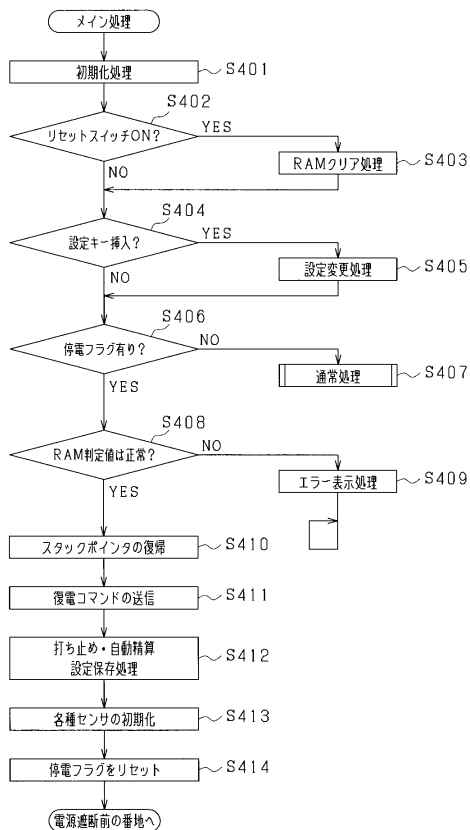 メイン処理
初期化処理
S401
S402
リセットスイッチON?
YES
RAMクリア処理
S403
NO
S404
設定キー挿入?
YES
設定変更処理
S405
NO
S406
停電フラグ有り?
NO
通常処理
S407
YES
S408
RAM判定値は正常?
NO
エラー表示処理
S409
YES
スタックポインタの復帰
S410
復電コマンドの送信
S411
打ち止め・自動精算
設定保存処理
S412
各種センサの初期化
S413
停電フラグをリセット
S414
電源遮断前の番地へ